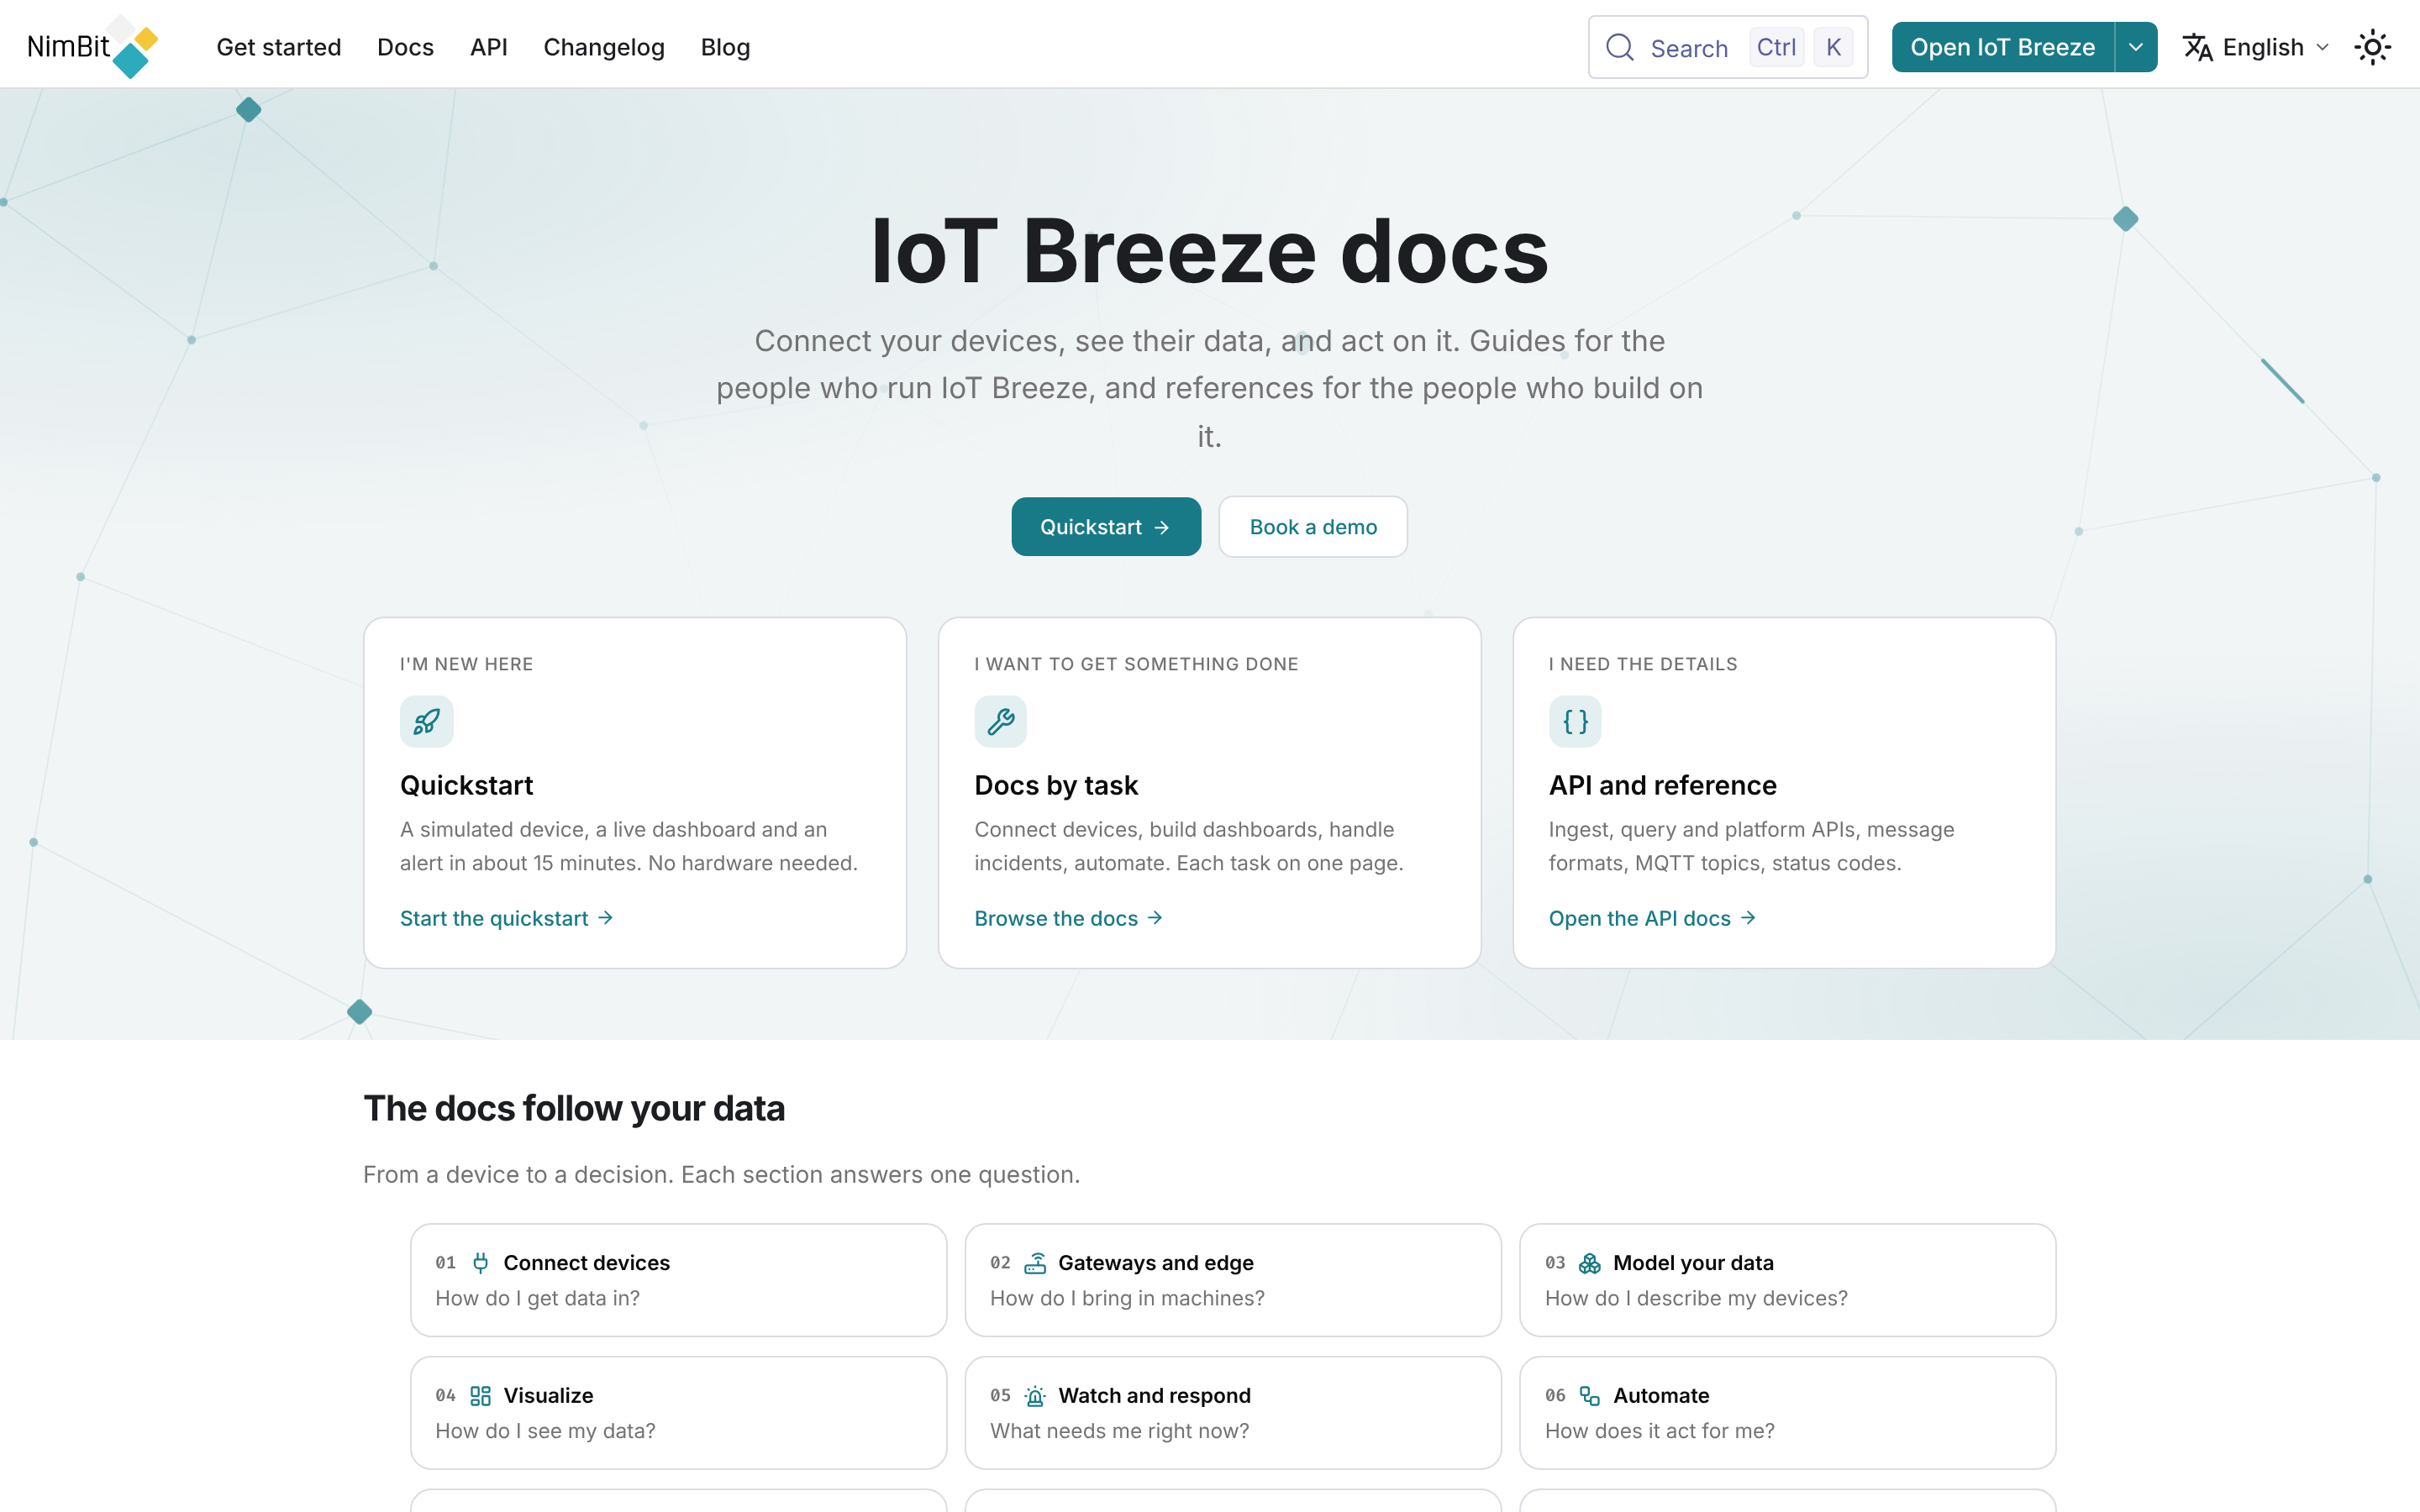 NimBit
Get started Docs API Changelog Blog
Search Ctrl K
Open IoT Breeze
English
IoT Breeze docs
Connect your devices, see their data, and act on it. Guides for the
people who run IoT Breeze, and references for the people who build on
it.
Quickstart →
Book a demo
I'M NEW HERE
Quickstart
A simulated device, a live dashboard and an
alert in about 15 minutes. No hardware needed.
Start the quickstart →
I WANT TO GET SOMETHING DONE
Docs by task
Connect devices, build dashboards, handle
incidents, automate. Each task on one page.
Browse the docs →
I NEED THE DETAILS
{ }
API and reference
Ingest, query and platform APIs, message
formats, MQTT topics, status codes.
Open the API docs →
The docs follow your data
From a device to a decision. Each section answers one question.
01 Connect devices
How do I get data in?
02 Gateways and edge
How do I bring in machines?
03 Model your data
How do I describe my devices?
04 Visualize
How do I see my data?
05 Watch and respond
What needs me right now?
06 Automate
How does it act for me?